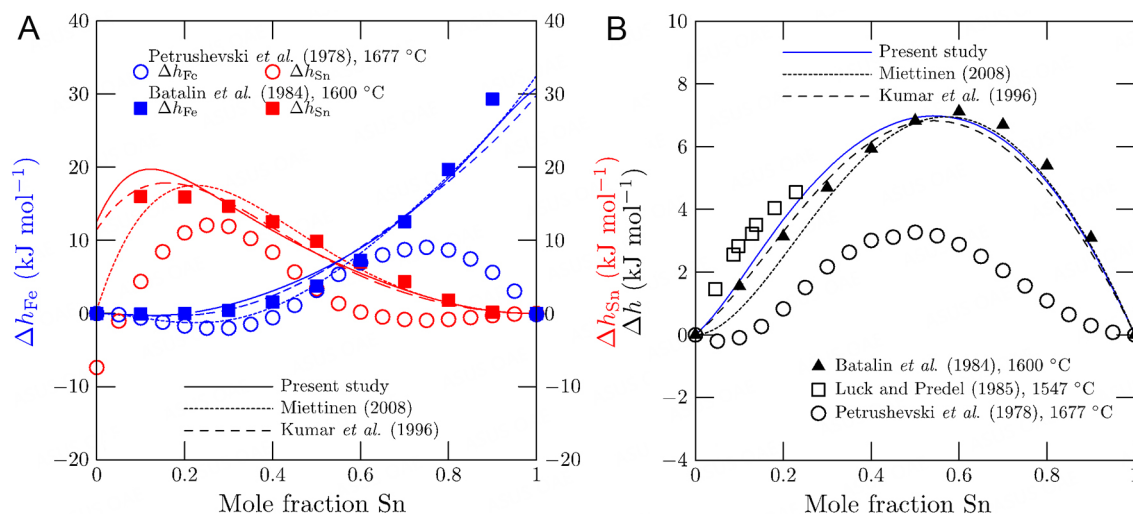 A
40
30
20
10
0
−10
−20
40
30
20
10
0
−10
−20
Petrushevski et al. (1978), 1677 °C
Δh_Fe
Δh_Sn
Batalin et al. (1984), 1600 °C
Δh_Fe
Δh_Sn
Δh_Fe (kJ mol⁻¹)
Δh_Sn (kJ mol⁻¹)
Present study
Miettinen (2008)
Kumar et al. (1996)
0
0.2
0.4
0.6
0.8
1
Mole fraction Sn
B
10
8
6
4
2
0
−2
−4
Δh (kJ mol⁻¹)
Present study
Miettinen (2008)
Kumar et al. (1996)
Batalin et al. (1984), 1600 °C
Luck and Predel (1985), 1547 °C
Petrushevski et al. (1978), 1677 °C
0
0.2
0.4
0.6
0.8
1
Mole fraction Sn